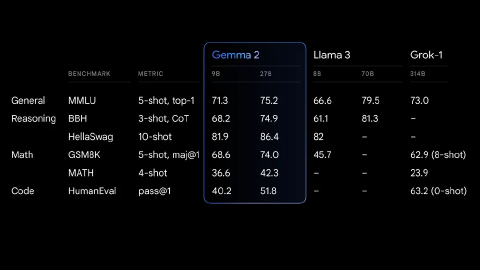 Gemma 2 Llama 3 Grok-1
BENCHMARK METRIC 9B 27B 8B 70B 314B
General MMLU 5-shot, top-1 71.3 75.2 66.6 79.5 73.0
Reasoning BBH 3-shot, CoT 68.2 74.9 61.1 81.3 –
HellaSwag 10-shot 81.9 86.4 82 –
Math GSM8K 5-shot, maj@1 68.6 74.0 45.7 – 62.9 (8-shot)
MATH 4-shot 36.6 42.3 – – 23.9
Code HumanEval pass@1 40.2 51.8 – – 63.2 (0-shot)